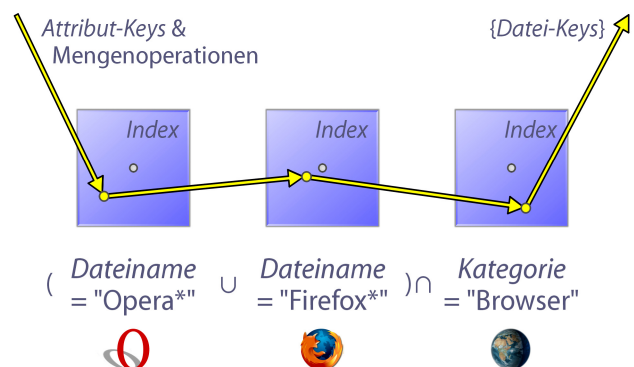 Attribut-Keys & {Datei-Keys}
Mengenoperationen
Index Index Index
( Dateiname ∪ Dateiname )∩ Kategorie
= "Opera*" = "Firefox*" = "Browser"